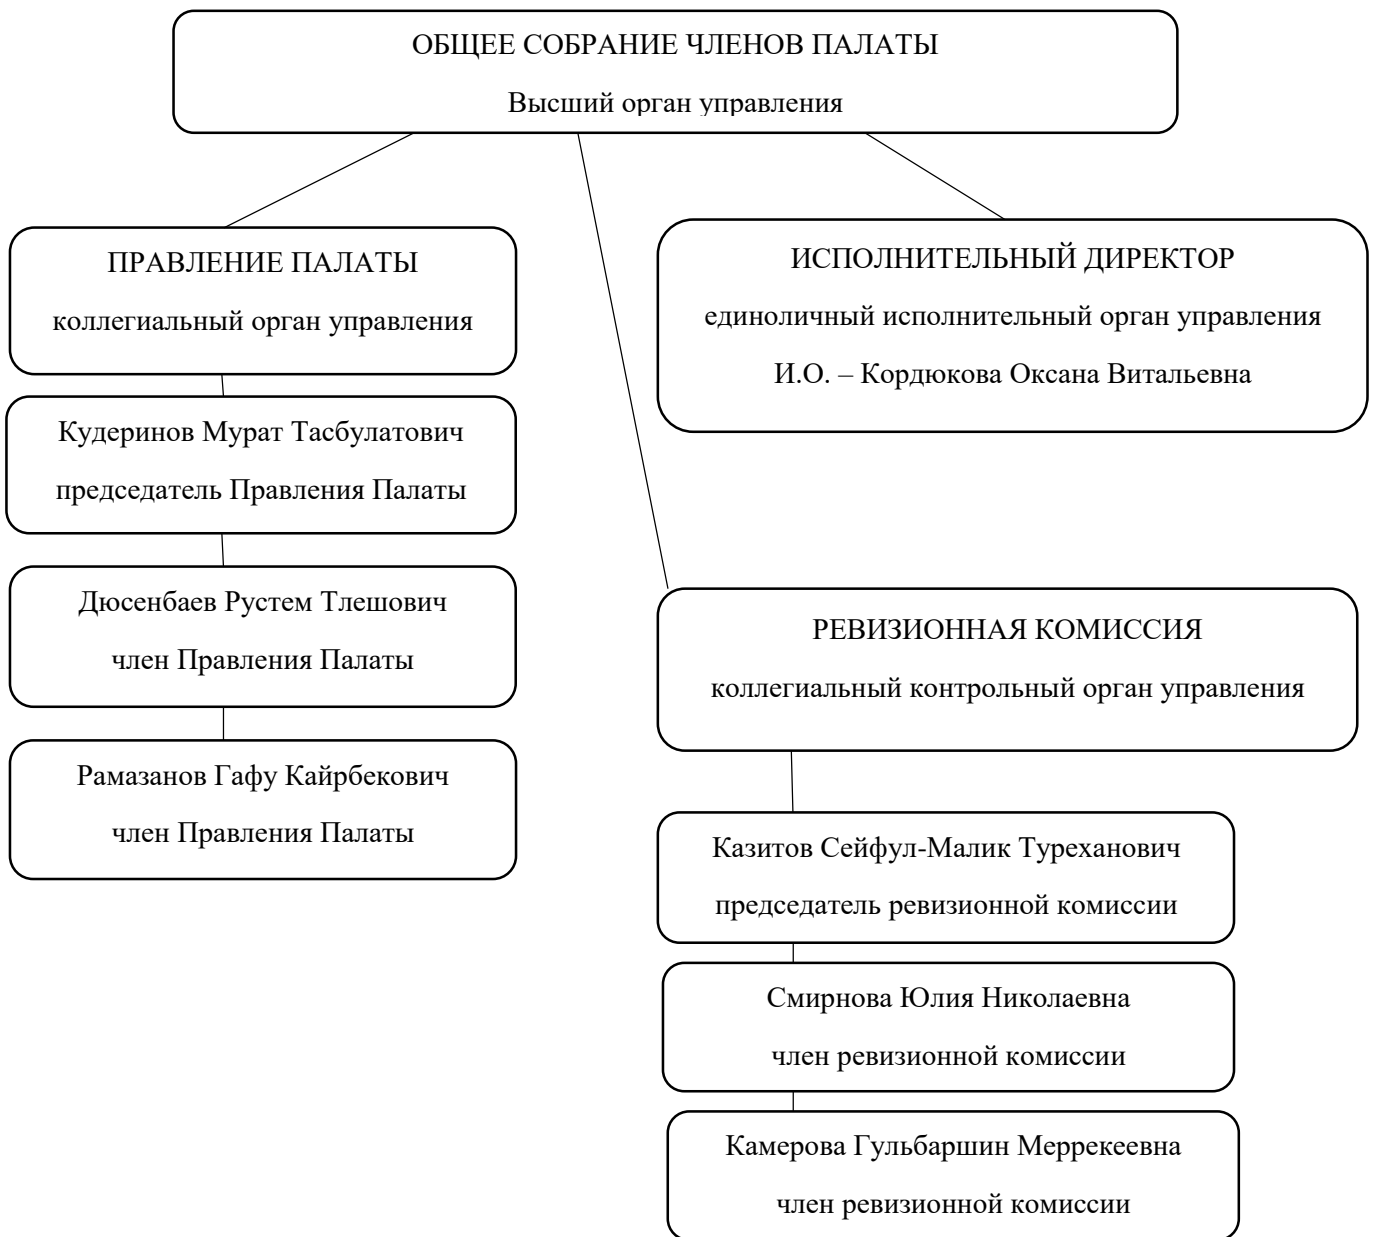 ОБЩЕЕ СОБРАНИЕ ЧЛЕНОВ ПАЛАТЫ
Высший орган управления
ПРАВЛЕНИЕ ПАЛАТЫ
коллегиальный орган управления
Кудеринов Мурат Тасбулатович
председатель Правления Палаты
Дюсенбаев Рустем Тлешович
член Правления Палаты
Рамазанов Гафу Кайрбекович
член Правления Палаты
ИСПОЛНИТЕЛЬНЫЙ ДИРЕКТОР
единоличный исполнительный орган управления
И.О. – Кордюкова Оксана Витальевна
РЕВИЗИОННАЯ КОМИССИЯ
коллегиальный контрольный орган управления
Казитов Сейфул-Малик Туреханович
председатель ревизионной комиссии
Смирнова Юлия Николаевна
член ревизионной комиссии
Камерова Гульбаршин Меррекеевна
член ревизионной комиссии